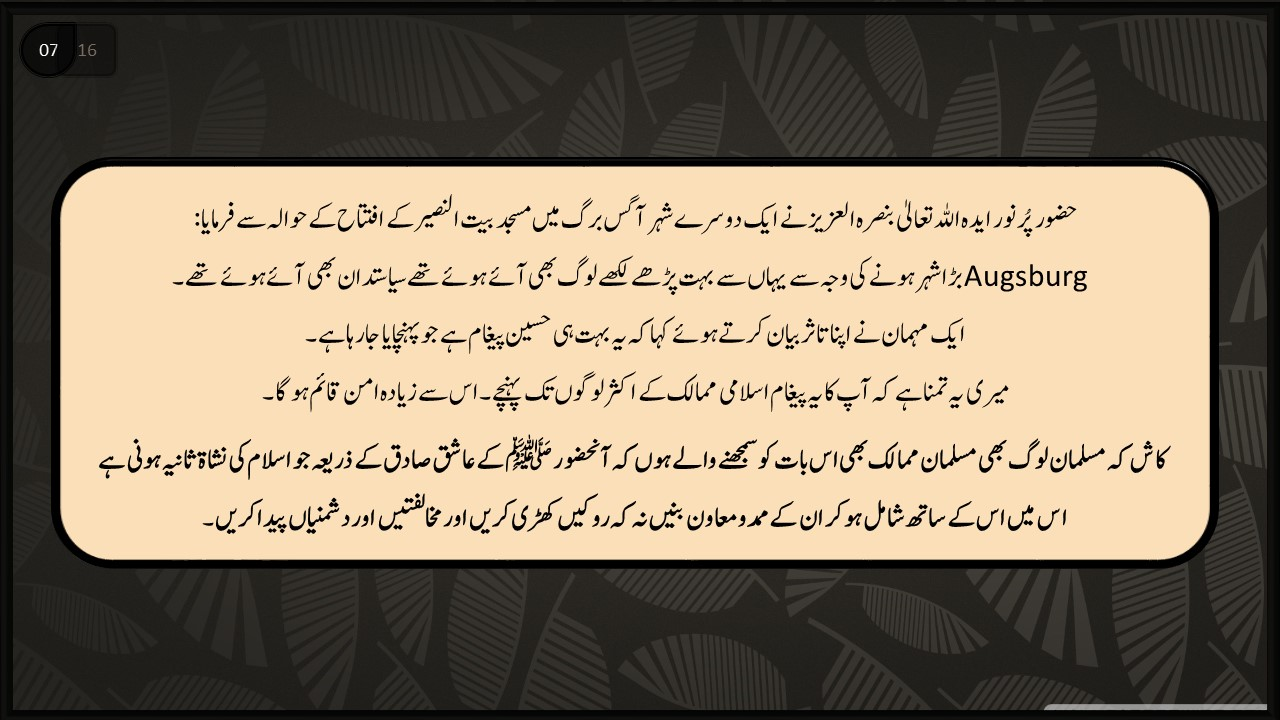 07 16
حضور پُرنور ایدہ اللہ تعالیٰ بنصرہ العزیز نے ایک دوسرے شہر آگس برگ میں مسجد بیت النصیر کے افتتاح کے حوالہ سے فرمایا:
Augsburg بڑا شہر ہونے کی وجہ سے یہاں سے بہت پڑھے لکھے لوگ بھی آئے ہوئے تھے سیاستدان بھی آئے ہوئے تھے۔
ایک مہمان نے اپنا تاثر بیان کرتے ہوئے کہا کہ یہ بہت ہی حسین پیغام ہے جو پہنچایا جا رہا ہے۔
میری یہ تمنا ہے کہ آپ کا یہ پیغام اسلامی ممالک کے اکثر لوگوں تک پہنچے۔ اس سے زیادہ امن قائم ہو گا۔
کاش کہ مسلمان لوگ بھی مسلمان ممالک بھی اس بات کو سمجھنے والے ہوں کہ آنحضور ﷺ کے عاشق صادق کے ذریعہ جو اسلام کی نشاۃ ثانیہ ہونی ہے
اس میں اس کے ساتھ شامل ہو کر ان کے ممد و معاون بنیں نہ کہ روکیں کھڑی کریں اور مخالفتیں اور دشمنیاں پیدا کریں۔